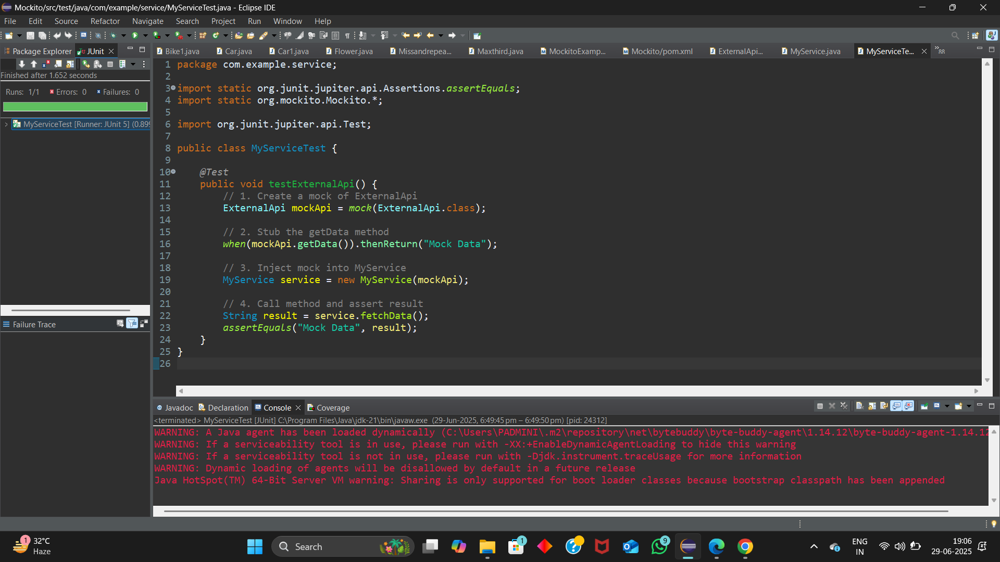 Mockito/src/test/java/com/example/service/MyServiceTest.java - Eclipse IDE
File Edit Source Refactor Navigate Search Project Run Window Help
Package Explorer JUnit
Bike1.java Car.java Car1.java Flower.java Missandrepea... Maxthird.java MockitoExamp... Mockito/pom.xml ExternalApi... MyService.java MyServiceTe... »88
Finished after 1.652 seconds
Runs: 1/1 Errors: 0 Failures: 0
MyServiceTest [Runner: JUnit 5] (0.899
Failure Trace
1 package com.example.service;
2
3 import static org.junit.jupiter.api.Assertions.assertEquals;
4 import static org.mockito.Mockito.*;
5
6 import org.junit.jupiter.api.Test;
7
8 public class MyServiceTest {
9
10 @Test
11 public void testExternalApi() {
12 // 1. Create a mock of ExternalApi
13 ExternalApi mockApi = mock(ExternalApi.class);
14
15 // 2. Stub the getData method
16 when(mockApi.getData()).thenReturn("Mock Data");
17
18 // 3. Inject mock into MyService
19 MyService service = new MyService(mockApi);
20
21 // 4. Call method and assert result
22 String result = service.fetchData();
23 assertEquals("Mock Data", result);
24 }
25 }
26
Javadoc Declaration Console Coverage
<terminated> MyServiceTest [JUnit] C:\Program Files\Java\jdk-21\bin\javaw.exe (29-Jun-2025, 6:49:45 pm – 6:49:50 pm) [pid: 24312]
WARNING: A Java agent has been loaded dynamically (C:\Users\PADMINI\.m2\repository\net\bytebuddy\byte-buddy-agent\1.14.12\byte-buddy-agent-1.14.12
WARNING: If a serviceability tool is in use, please run with -XX:+EnableDynamicAgentLoading to hide this warning
WARNING: If a serviceability tool is not in use, please run with -Djdk.instrument.traceUsage for more information
WARNING: Dynamic loading of agents will be disallowed by default in a future release
Java HotSpot(TM) 64-Bit Server VM warning: Sharing is only supported for boot loader classes because bootstrap classpath has been appended
1 32°C
Haze
Search
1
9
ENG
IN
19:06
29-06-2025